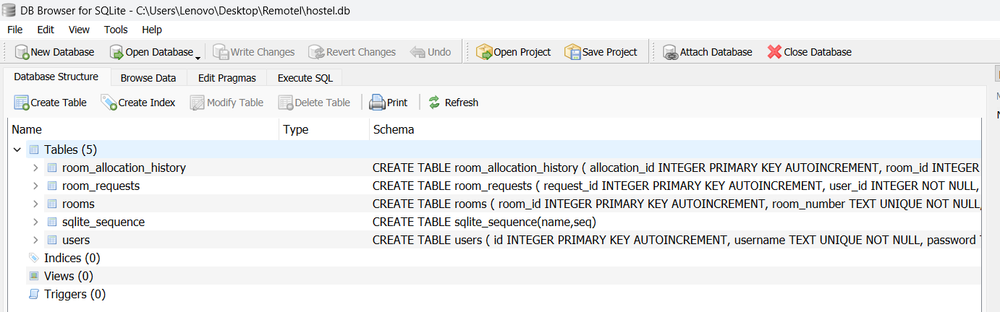 DB Browser for SQLite - C:\Users\Lenovo\Desktop\Remotel\hostel.db
File Edit View Tools Help
New Database Open Database Write Changes Revert Changes Undo Open Project Save Project Attach Database Close Database
Database Structure Browse Data Edit Pragmas Execute SQL
Create Table Create Index Modify Table Delete Table Print Refresh
Name Type Schema
Tables (5)
room_allocation_history CREATE TABLE room_allocation_history ( allocation_id INTEGER PRIMARY KEY AUTOINCREMENT, room_id INTEGER
room_requests CREATE TABLE room_requests ( request_id INTEGER PRIMARY KEY AUTOINCREMENT, user_id INTEGER NOT NULL,
rooms CREATE TABLE rooms ( room_id INTEGER PRIMARY KEY AUTOINCREMENT, room_number TEXT UNIQUE NOT NULL,
sqlite_sequence CREATE TABLE sqlite_sequence(name,seq)
users CREATE TABLE users ( id INTEGER PRIMARY KEY AUTOINCREMENT, username TEXT UNIQUE NOT NULL, password
Indices (0)
Views (0)
Triggers (0)